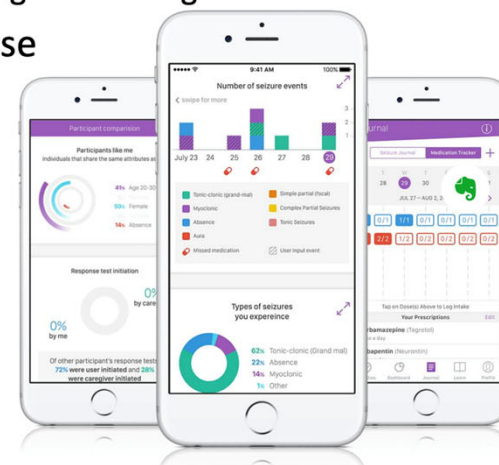 se
Participant comparision
Participants like me
individuals that share the same attributes as
41% Age 20-30
50% Female
14% Absence
Response test initiation
0%
by care
0%
by me
Of other participant's response tests
72% were user initiated and 28%
were caregiver initiated
9:41 AM
100%
Number of seizure events
swipe for more
3
2
1
July 23 24 25 26 27 28 29
Tonic-clonic (grand-mal)
Myoclonic
Absence
Aura
Missed medication
Simple partial (focal)
Complex Partial Seizures
Tonic Seizures
User input event
Types of seizures
you expereince
62% Tonic-clonic (Grand mal)
22% Absence
14% Myoclonic
1% Other
urnal
Seizure Journal Medication Tracker
28 29 30
JUL 27 - AUG 2, 2
0/1 1/1 0/1 0/1 0/1
2/2 1/2 0/2 0/2 0/2
Tap on Dose(s) Above to Log Intake
Your Prescriptions EDIT
rbamazepine (Tegretol)
bapentin (Neurontin)
Dashboard Journal Learn Profile